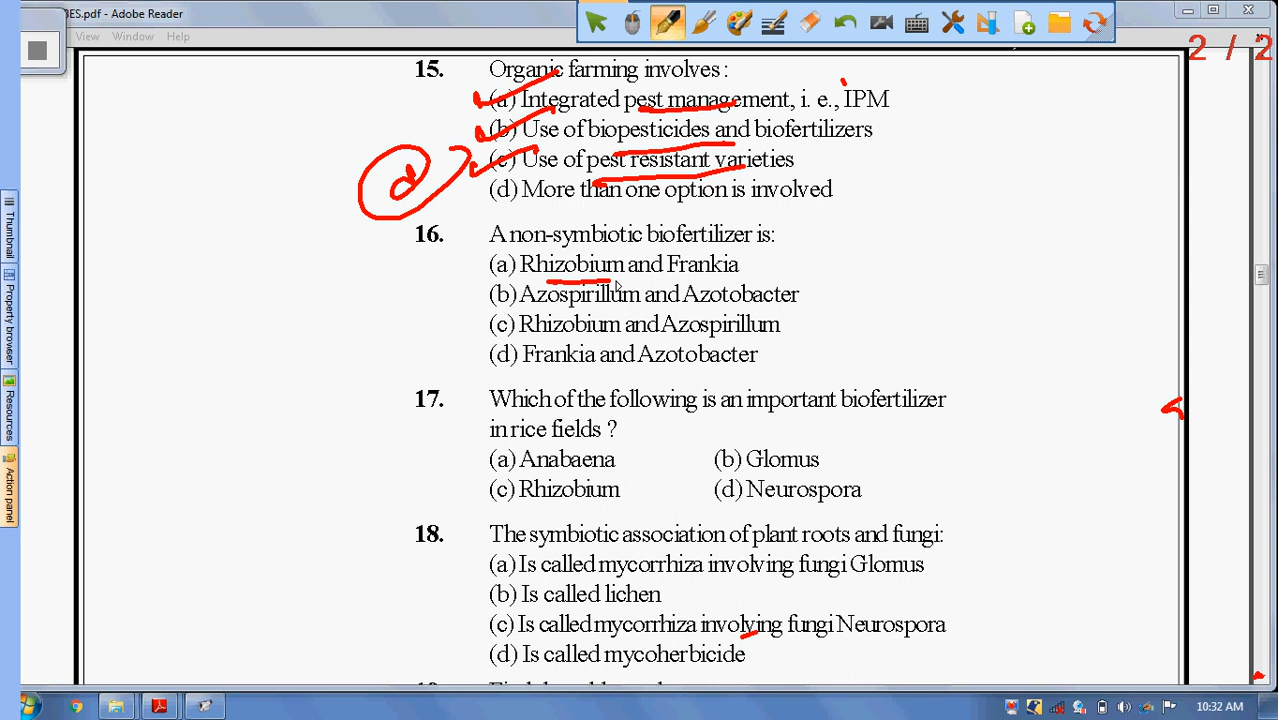 BES.pdf - Adobe Reader
View Window Help
2 / 2
15. Organic farming involves :
(a) Integrated pest management, i. e., IPM
(b) Use of biopesticides and biofertilizers
(c) Use of pest resistant varieties
d
(d) More than one option is involved
16. A non-symbiotic biofertilizer is:
(a) Rhizobium and Frankia
(b) Azospirillum and Azotobacter
(c) Rhizobium and Azospirillum
(d) Frankia and Azotobacter
17. Which of the following is an important biofertilizer
in rice fields ?
(a) Anabaena (b) Glomus
(c) Rhizobium (d) Neurospora
18. The symbiotic association of plant roots and fungi:
(a) Is called mycorrhiza involving fungi Glomus
(b) Is called lichen
(c) Is called mycorrhiza involving fungi Neurospora
(d) Is called mycoherbicide
Thumbnail
Property browser
Resources
Action panel
10:32 AM